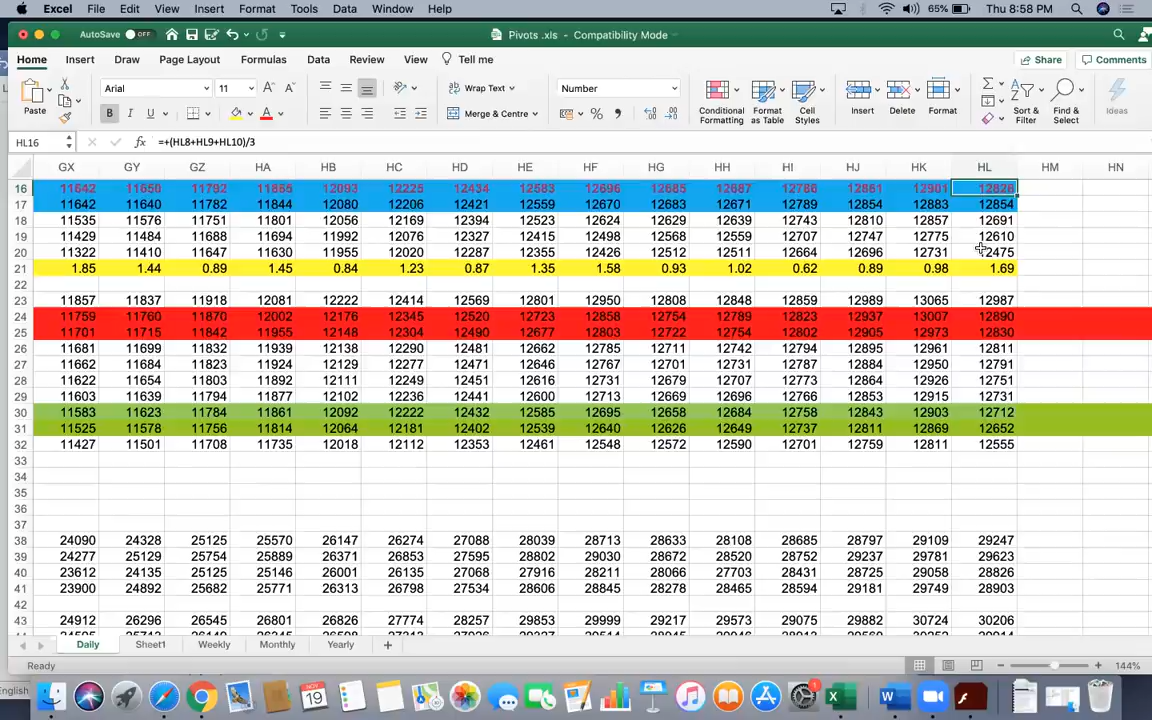 Excel File Edit View Insert Format Tools Data Window Help 65% Thu 8:58 PM
AutoSave OFF Pivots .xls - Compatibility Mode
Home Insert Draw Page Layout Formulas Data Review View Tell me Share Comments
Paste Arial 11 Wrap Text Number Conditional Formatting Format as Table Cell Styles Insert Delete Format Sort & Filter Find & Select Ideas
B I U A Merge & Centre
HL16 fx =+(HL8+HL9+HL10)/3
GX GY GZ HA HB HC HD HE HF HG HH HI HJ HK HL HM HN
16 11642 11650 11792 11855 12093 12225 12434 12583 12696 12685 12687 12786 12881 12901 12828
17 11642 11640 11782 11844 12080 12206 12421 12559 12670 12683 12671 12789 12854 12883 12854
18 11535 11576 11751 11801 12056 12169 12394 12523 12624 12629 12639 12743 12810 12857 12691
19 11429 11484 11688 11694 11992 12076 12327 12415 12498 12568 12559 12707 12747 12775 12610
20 11322 11410 11647 11630 11955 12020 12287 12355 12426 12512 12511 12664 12696 12731 12475
21 1.85 1.44 0.89 1.45 0.84 1.23 0.87 1.35 1.58 0.93 1.02 0.62 0.89 0.98 1.69
22
23 11857 11837 11918 12081 12222 12414 12569 12801 12950 12808 12848 12859 12989 13065 12987
24 11759 11760 11870 12002 12176 12345 12520 12723 12858 12754 12789 12823 12937 13007 12890
25 11701 11715 11842 11955 12148 12304 12490 12677 12803 12722 12754 12802 12905 12973 12830
26 11681 11699 11832 11939 12138 12290 12481 12662 12785 12711 12742 12794 12895 12961 12811
27 11662 11684 11823 11924 12129 12277 12471 12646 12767 12701 12731 12787 12884 12950 12791
28 11622 11654 11803 11892 12111 12249 12451 12616 12731 12679 12707 12773 12864 12926 12751
29 11603 11639 11794 11877 12102 12236 12441 12600 12713 12669 12696 12766 12853 12915 12731
30 11583 11623 11784 11861 12092 12222 12432 12585 12695 12658 12684 12758 12843 12903 12712
31 11525 11578 11756 11814 12064 12181 12402 12539 12640 12626 12649 12737 12811 12869 12652
32 11427 11501 11708 11735 12018 12112 12353 12461 12548 12572 12590 12701 12759 12811 12555
33
34
35
36
37
38 24090 24328 25125 25570 26147 26274 27088 28039 28713 28633 28108 28685 28797 29109 29247
39 24277 25129 25754 25889 26371 26853 27595 28802 29030 28672 28520 28752 29237 29781 29623
40 23612 24135 25125 25146 26001 26135 27068 27916 28211 28066 27703 28431 28725 29058 28826
41 23900 24892 25682 25771 26313 26798 27534 28606 28845 28278 28465 28594 29181 29749 28903
42
43 24912 26296 26545 26801 26826 27774 28257 29853 29999 29217 29573 29075 29882 30724 30206
Daily Sheet1 Weekly Monthly Yearly
Ready 144%
English
NOV 19